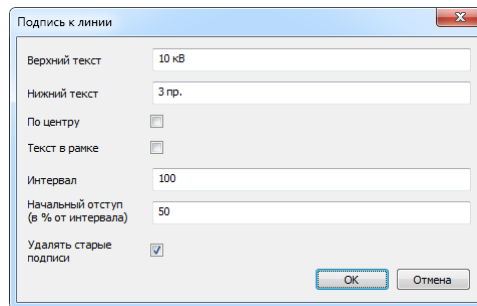 Подпись к линии
Верхний текст
10 кВ
Нижний текст
3 пр.
По центру
Текст в рамке
Интервал
100
Начальный отступ
(в % от интервала)
50
Удалять старые
подписи
OK
Отмена